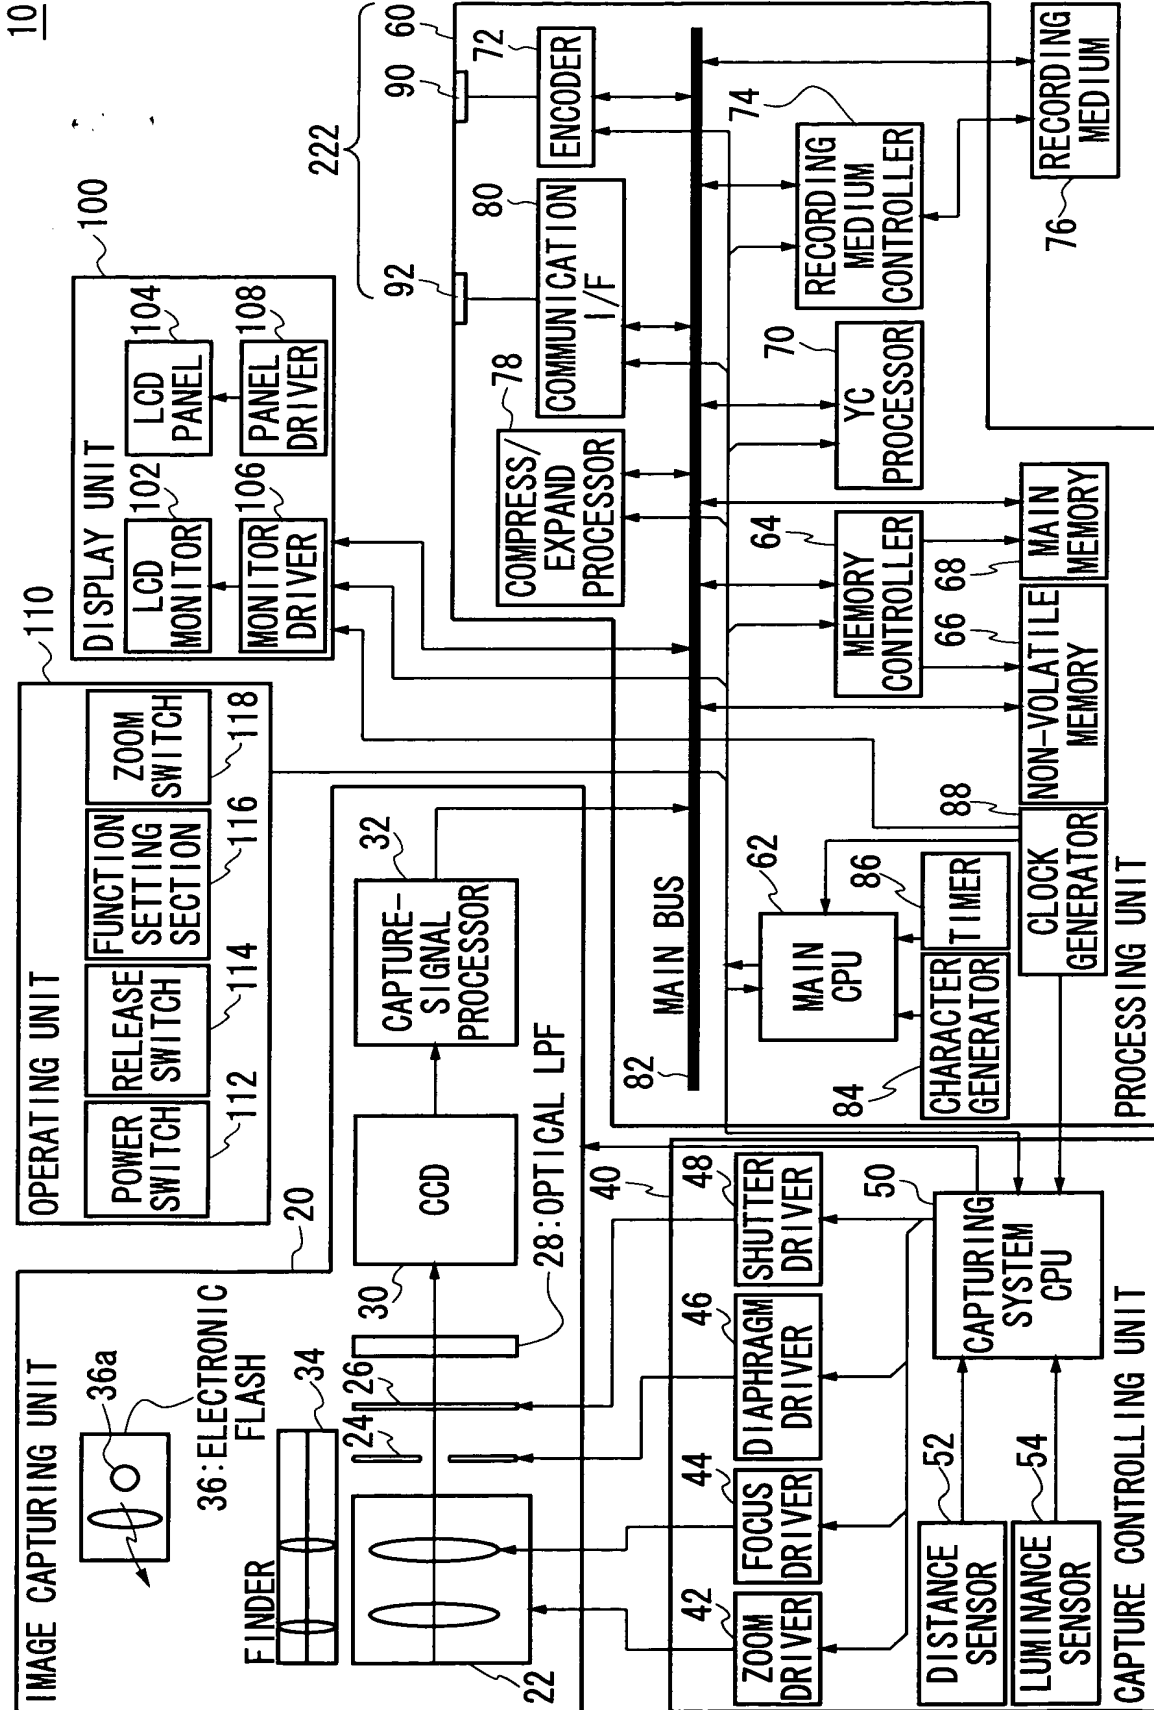 10
IMAGE CAPTURING UNIT
36a
36:ELECTRONIC
FLASH
FINDER
34
22
24
26
28:OPTICAL LPF
30
CCD
CAPTURE-
SIGNAL
PROCESSOR
32
20
OPERATING UNIT
110
POWER
SWITCH
112
RELEASE
SWITCH
114
FUNCTION
SETTING
SECTION
116
ZOOM
SWITCH
118
DISPLAY UNIT
100
LCD
MONITOR
102
LCD
PANEL
104
MONITOR
DRIVER
106
PANEL
DRIVER
108
222
92
90
60
COMPRESS/
EXPAND
PROCESSOR
78
COMMUNICATION
I/F
80
ENCODER
72
MAIN BUS
82
40
ZOOM
DRIVER
42
FOCUS
DRIVER
44
DIAPHRAGM
DRIVER
46
SHUTTER
DRIVER
48
CAPTURING
SYSTEM
CPU
50
DISTANCE
SENSOR
52
LUMINANCE
SENSOR
54
CAPTURE CONTROLLING UNIT
MAIN
CPU
62
CHARACTER
GENERATOR
84
TIMER
86
CLOCK
GENERATOR
88
MEMORY
CONTROLLER
64
NON-VOLATILE
MEMORY
66
MAIN
MEMORY
68
YC
PROCESSOR
70
RECORDING
MEDIUM
CONTROLLER
74
RECORDING
MEDIUM
76
PROCESSING UNIT